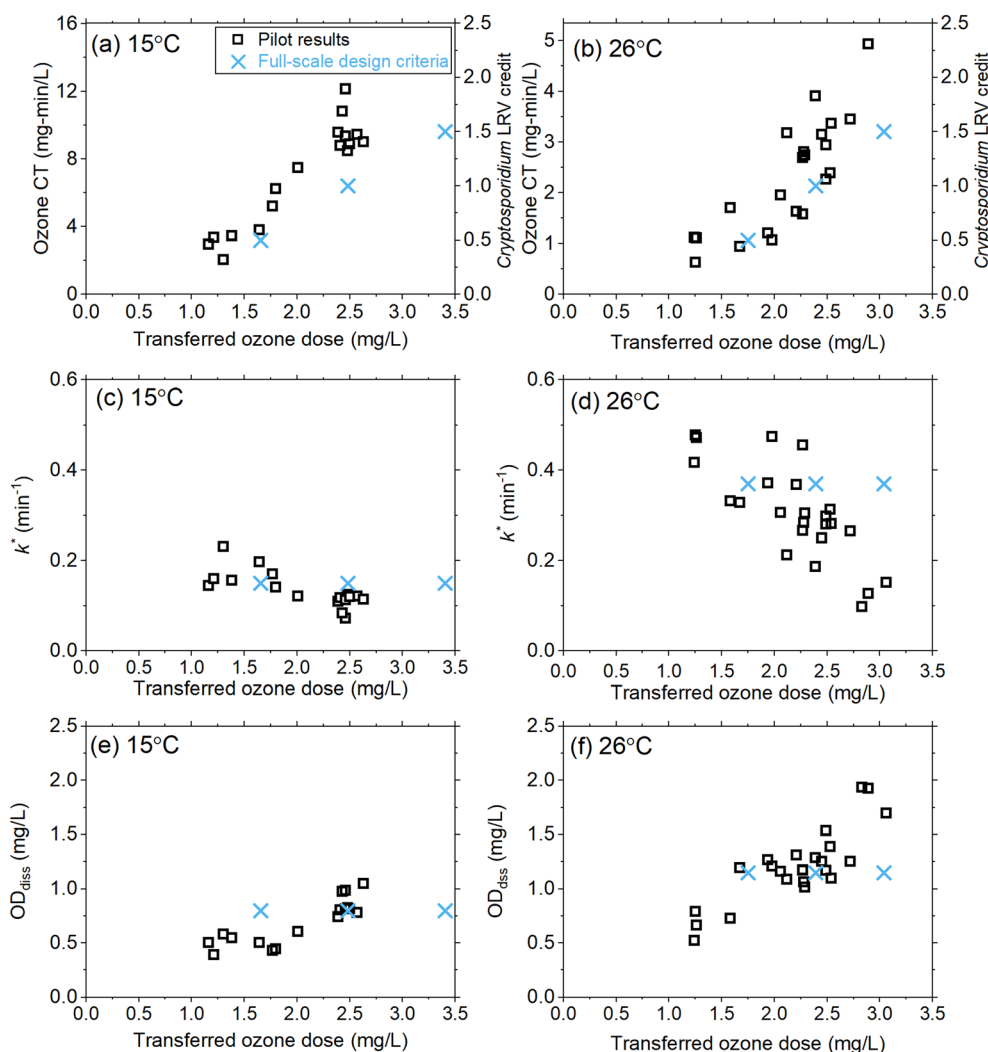 (a) 15°C
Pilot results
Full-scale design criteria
Ozone CT (mg-min/L)
16
12
8
4
0
2.5
2.0
1.5
1.0
0.5
0.0
Cryptosporidium LRV credit
0.0 0.5 1.0 1.5 2.0 2.5 3.0 3.5
Transferred ozone dose (mg/L)
(b) 26°C
Ozone CT (mg-min/L)
5
4
3
2
1
0
2.5
2.0
1.5
1.0
0.5
0.0
Cryptosporidium LRV credit
0.0 0.5 1.0 1.5 2.0 2.5 3.0 3.5
Transferred ozone dose (mg/L)
(c) 15°C
k* (min-1)
0.6
0.4
0.2
0.0
0.0 0.5 1.0 1.5 2.0 2.5 3.0 3.5
Transferred ozone dose (mg/L)
(d) 26°C
k* (min-1)
0.6
0.4
0.2
0.0
0.0 0.5 1.0 1.5 2.0 2.5 3.0 3.5
Transferred ozone dose (mg/L)
(e) 15°C
ODdiss (mg/L)
2.5
2.0
1.5
1.0
0.5
0.0
0.0 0.5 1.0 1.5 2.0 2.5 3.0 3.5
Transferred ozone dose (mg/L)
(f) 26°C
ODdss (mg/L)
2.5
2.0
1.5
1.0
0.5
0.0
0.0 0.5 1.0 1.5 2.0 2.5 3.0 3.5
Transferred ozone dose (mg/L)